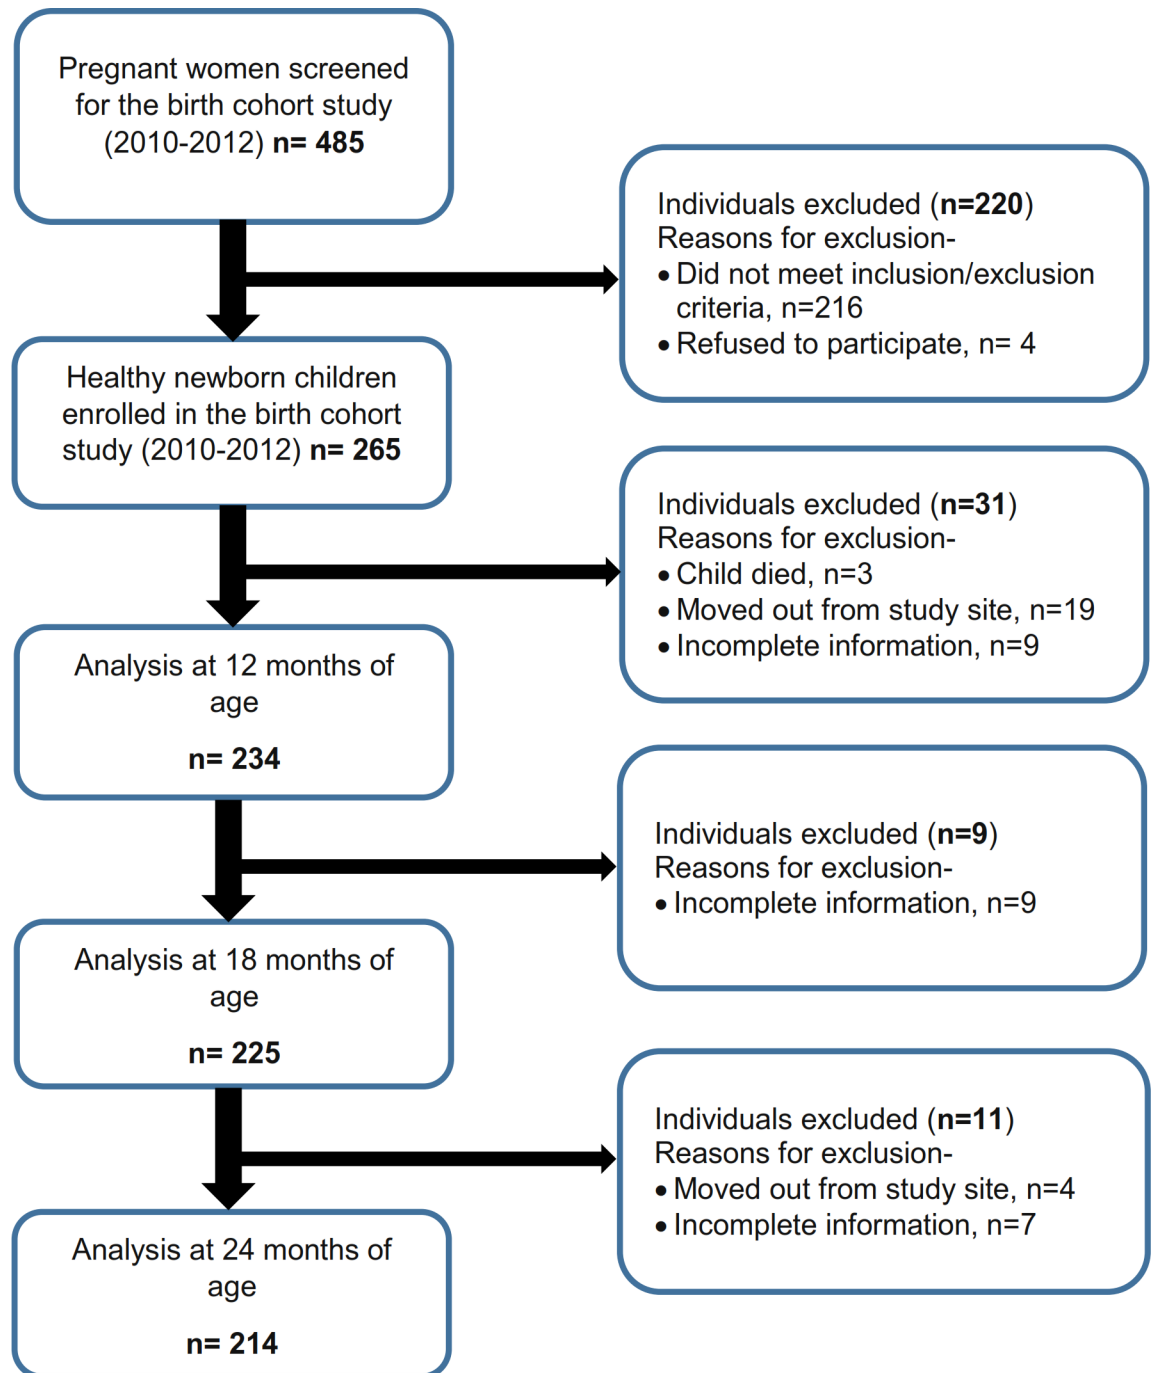 Pregnant women screened
for the birth cohort study
(2010-2012) n= 485
Individuals excluded (n=220)
Reasons for exclusion-
• Did not meet inclusion/exclusion
criteria, n=216
• Refused to participate, n= 4
Healthy newborn children
enrolled in the birth cohort
study (2010-2012) n= 265
Individuals excluded (n=31)
Reasons for exclusion-
• Child died, n=3
• Moved out from study site, n=19
• Incomplete information, n=9
Analysis at 12 months of
age
n= 234
Individuals excluded (n=9)
Reasons for exclusion-
• Incomplete information, n=9
Analysis at 18 months of
age
n= 225
Individuals excluded (n=11)
Reasons for exclusion-
• Moved out from study site, n=4
• Incomplete information, n=7
Analysis at 24 months of
age
n= 214